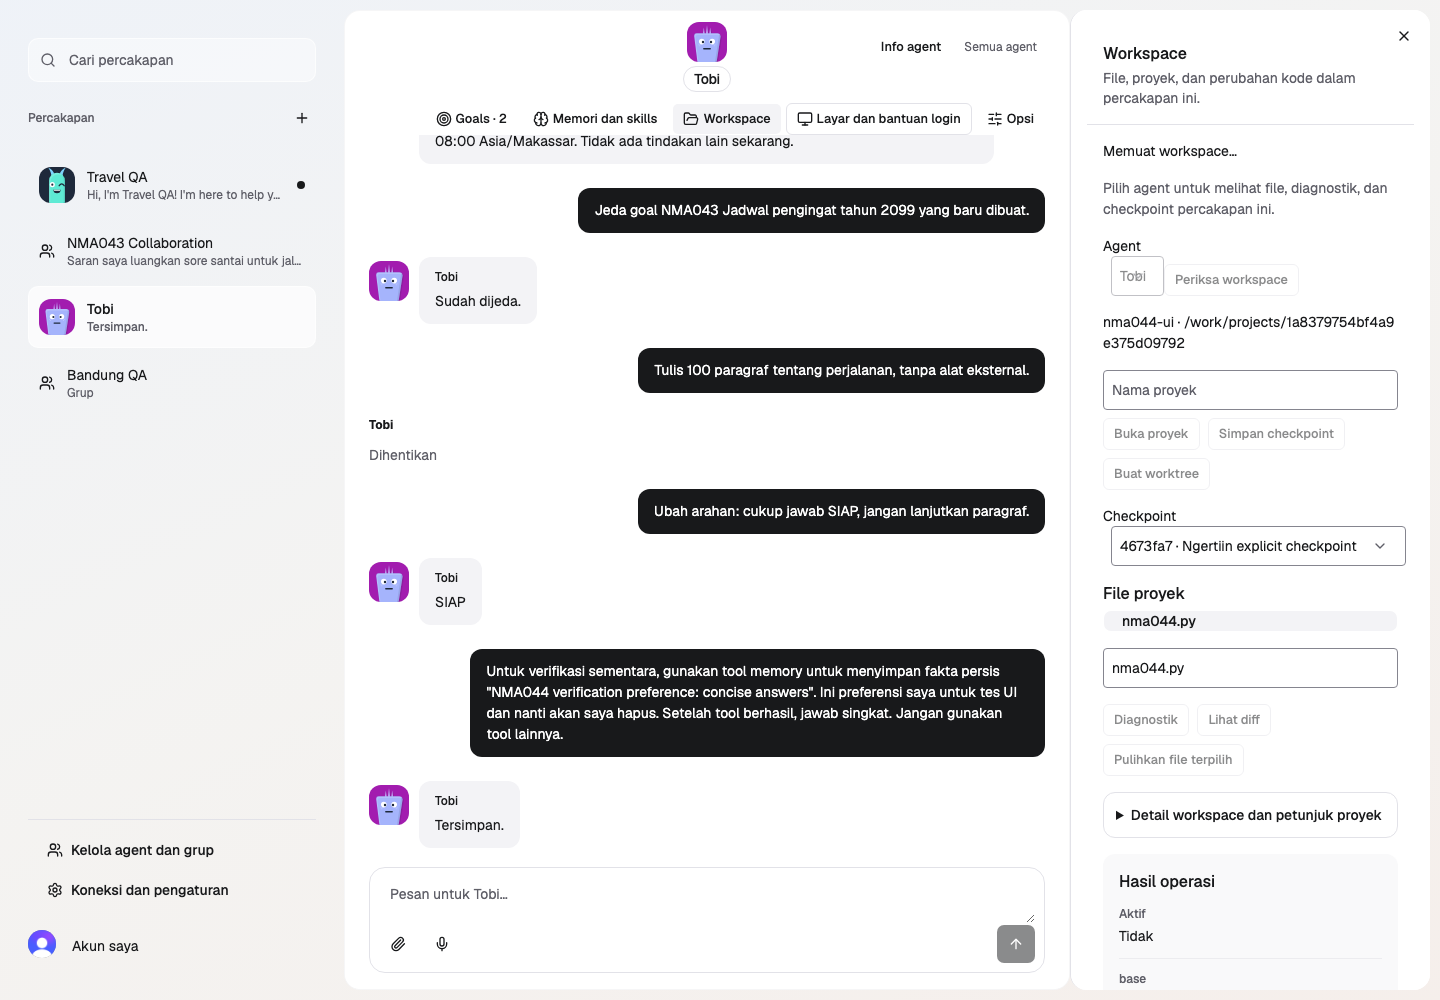 Cari percakapan
Percakapan
Travel QA
Hi, I'm Travel QA! I'm here to help y...
NMA043 Collaboration
Saran saya luangkan sore santai untuk jal...
Tobi
Tersimpan.
Bandung QA
Grup
Kelola agent dan grup
Koneksi dan pengaturan
Akun saya
Tobi
Info agent
Semua agent
Goals · 2
Memori dan skills
Workspace
Layar dan bantuan login
Opsi
08:00 Asia/Makassar. Tidak ada tindakan lain sekarang.
Jeda goal NMA043 Jadwal pengingat tahun 2099 yang baru dibuat.
Tobi
Sudah dijeda.
Tulis 100 paragraf tentang perjalanan, tanpa alat eksternal.
Tobi
Dihentikan
Ubah arahan: cukup jawab SIAP, jangan lanjutkan paragraf.
Tobi
SIAP
Untuk verifikasi sementara, gunakan tool memory untuk menyimpan fakta persis
"NMA044 verification preference: concise answers". Ini preferensi saya untuk tes UI
dan nanti akan saya hapus. Setelah tool berhasil, jawab singkat. Jangan gunakan
tool lainnya.
Tobi
Tersimpan.
Pesan untuk Tobi...
Workspace
File, proyek, dan perubahan kode dalam
percakapan ini.
Memuat workspace...
Pilih agent untuk melihat file, diagnostik, dan
checkpoint percakapan ini.
Agent
Tobi
Periksa workspace
nma044-ui · /work/projects/1a8379754bf4a9
e375d09792
Nama proyek
Buka proyek
Simpan checkpoint
Buat worktree
Checkpoint
4673fa7 · Ngertiin explicit checkpoint
File proyek
nma044.py
nma044.py
Diagnostik
Lihat diff
Pulihkan file terpilih
Detail workspace dan petunjuk proyek
Hasil operasi
Aktif
Tidak
base